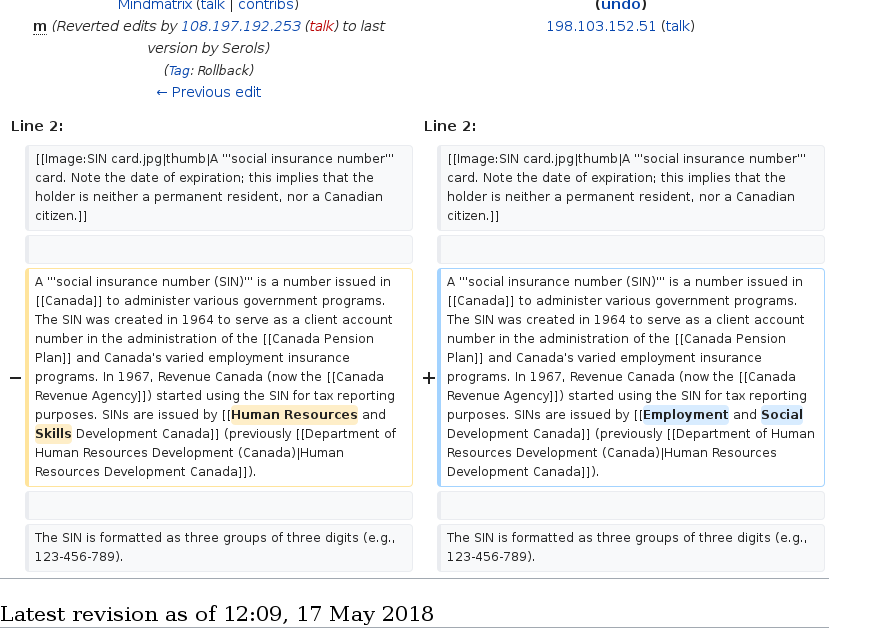 Mindmatrix (talk | contribs)
m (Reverted edits by 108.197.192.253 (talk) to last
version by Serols)
(Tag: Rollback)
← Previous edit
(undo)
198.103.152.51 (talk)
Line 2:
[[Image:SIN card.jpg|thumb|A '''social insurance number'''
card. Note the date of expiration; this implies that the
holder is neither a permanent resident, nor a Canadian
citizen.]]
− A '''social insurance number (SIN)''' is a number issued in
[[Canada]] to administer various government programs.
The SIN was created in 1964 to serve as a client account
number in the administration of the [[Canada Pension
Plan]] and Canada's varied employment insurance
programs. In 1967, Revenue Canada (now the [[Canada
Revenue Agency]]) started using the SIN for tax reporting
purposes. SINs are issued by [[Human Resources and
Skills Development Canada]] (previously [[Department of
Human Resources Development (Canada)|Human
Resources Development Canada]]).
The SIN is formatted as three groups of three digits (e.g.,
123-456-789).
Line 2:
[[Image:SIN card.jpg|thumb|A '''social insurance number'''
card. Note the date of expiration; this implies that the
holder is neither a permanent resident, nor a Canadian
citizen.]]
+ A '''social insurance number (SIN)''' is a number issued in
[[Canada]] to administer various government programs.
The SIN was created in 1964 to serve as a client account
number in the administration of the [[Canada Pension
Plan]] and Canada's varied employment insurance
programs. In 1967, Revenue Canada (now the [[Canada
Revenue Agency]]) started using the SIN for tax reporting
purposes. SINs are issued by [[Employment and Social
Development Canada]] (previously [[Department of Human
Resources Development (Canada)|Human Resources
Development Canada]]).
The SIN is formatted as three groups of three digits (e.g.,
123-456-789).
Latest revision as of 12:09, 17 May 2018